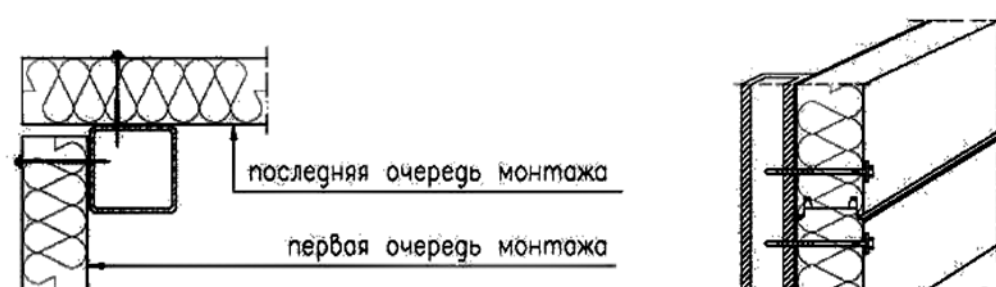 последняя очередь монтажа
первая очередь монтажа